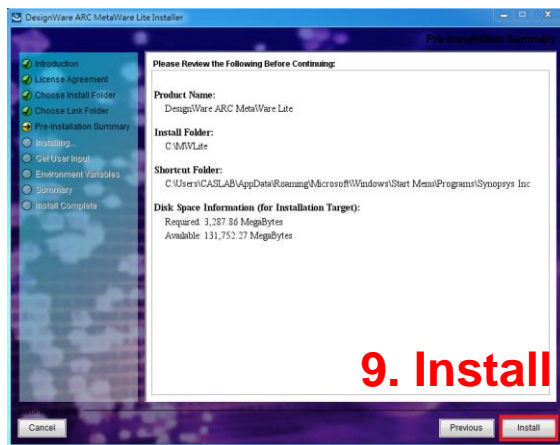 DesignWare ARC MetaWare Lite Installer
Pre-Installation Summary
Introduction
License Agreement
Choose Install Folder
Choose Link Folder
Pre-Installation Summary
Installing...
Get User Input
Environment Variables
Summary
Install Complete
Please Review the Following Before Continuing:
Product Name:
DesignWare ARC MetaWare Lite
Install Folder:
C:\MWLite
Shortcut Folder:
C:\Users\CASLAB\AppData\Roaming\Microsoft\Windows\Start Menu\Programs\Synopsys Inc
Disk Space Information (for Installation Target):
Required: 3,287.86 MegaBytes
Available: 131,752.27 MegaBytes
9. Install
Cancel
Previous
Install